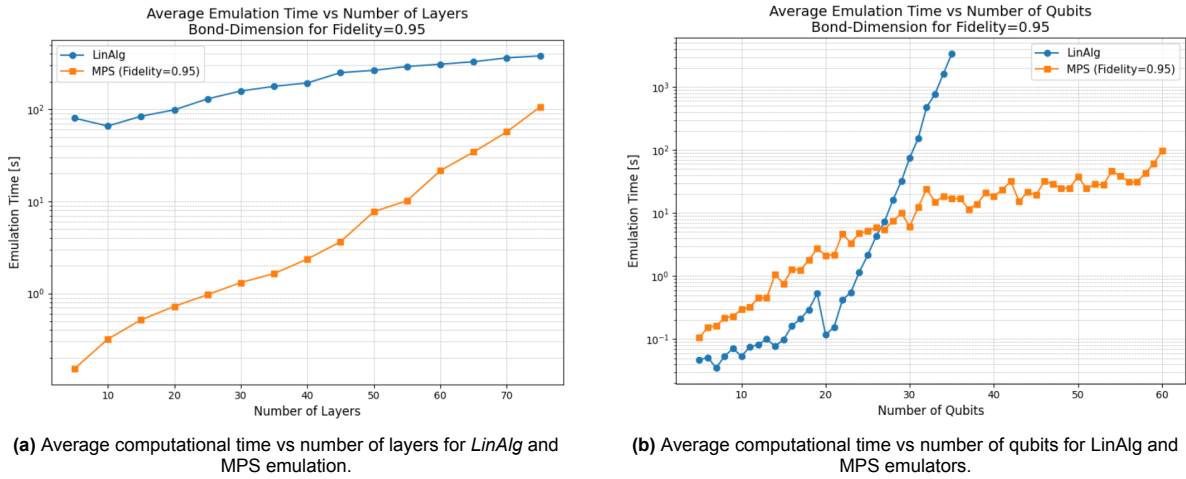 Average Emulation Time vs Number of Layers
Bond-Dimension for Fidelity=0.95
LinAlg
MPS (Fidelity=0.95)
Emulation Time [s]
10²
10¹
10⁰
10
20
30
40
50
60
70
Number of Layers
(a) Average computational time vs number of layers for LinAlg and
MPS emulation.
Average Emulation Time vs Number of Qubits
Bond-Dimension for Fidelity=0.95
LinAlg
MPS (Fidelity=0.95)
Emulation Time [s]
10³
10²
10¹
10⁰
10⁻¹
10
20
30
40
50
60
Number of Qubits
(b) Average computational time vs number of qubits for LinAlg and
MPS emulators.